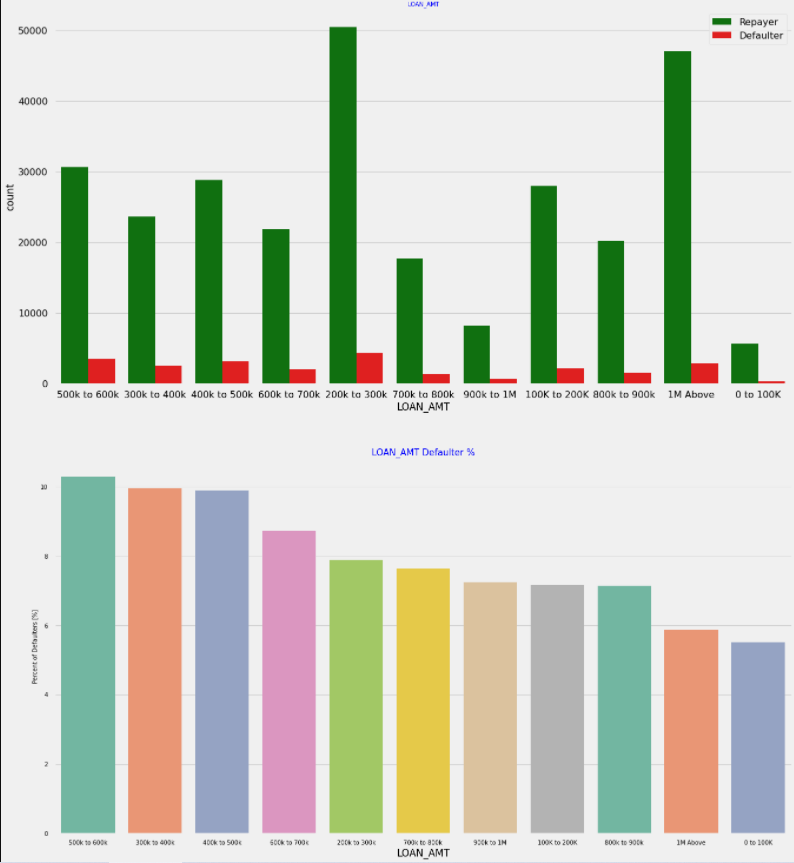 LOAN_AMT
Repayer
Defaulter
50000
40000
30000
20000
10000
0
count
500k to 600k 300k to 400k 400k to 500k 600k to 700k 200k to 300k 700k to 800k 900k to 1M 100K to 200K 800k to 900k 1M Above 0 to 100K
LOAN_AMT
LOAN_AMT Defaulter %
10
8
6
4
2
0
Percent of Defaulters [%]
500k to 600k 300k to 400k 400k to 500k 600k to 700k 200k to 300k 700k to 800k 900k to 1M 100K to 200K 800k to 900k 1M Above 0 to 100K
LOAN_AMT